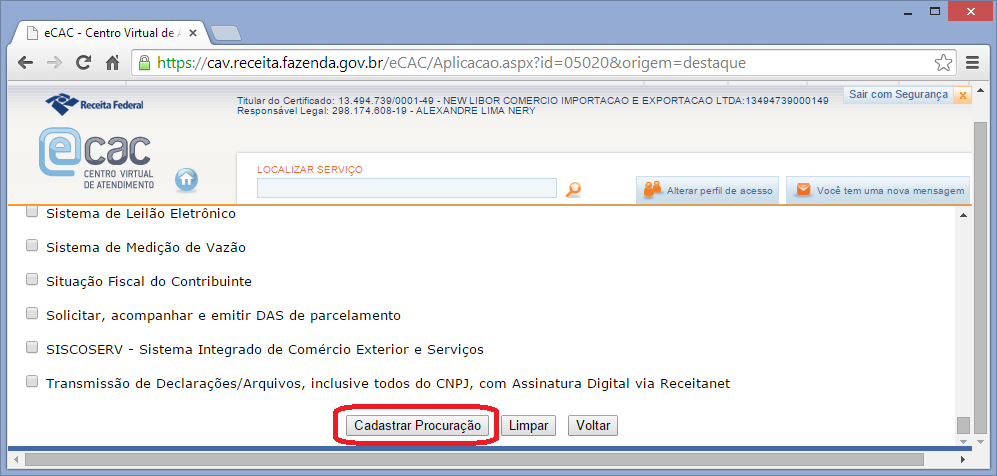 eCAC - Centro Virtual de A
https://cav.receita.fazenda.gov.br/eCAC/Aplicacao.aspx?id=05020&origem=destaque
Receita Federal
Titular do Certificado: 13.494.739/0001-49 - NEW LIBOR COMERCIO IMPORTACAO E EXPORTACAO LTDA:13494739000149
Responsável Legal: 298.174.608-19 - ALEXANDRE LIMA NERY
Sair com Segurança x
ecac
CENTRO VIRTUAL
DE ATENDIMENTO
LOCALIZAR SERVIÇO
Alterar perfil de acesso
Você tem uma nova mensagem
Sistema de Leilão Eletrônico
Sistema de Medição de Vazão
Situação Fiscal do Contribuinte
Solicitar, acompanhar e emitir DAS de parcelamento
SISCOSERV - Sistema Integrado de Comércio Exterior e Serviços
Transmissão de Declarações/Arquivos, inclusive todos do CNPJ, com Assinatura Digital via Receitanet
Cadastrar Procuração Limpar Voltar